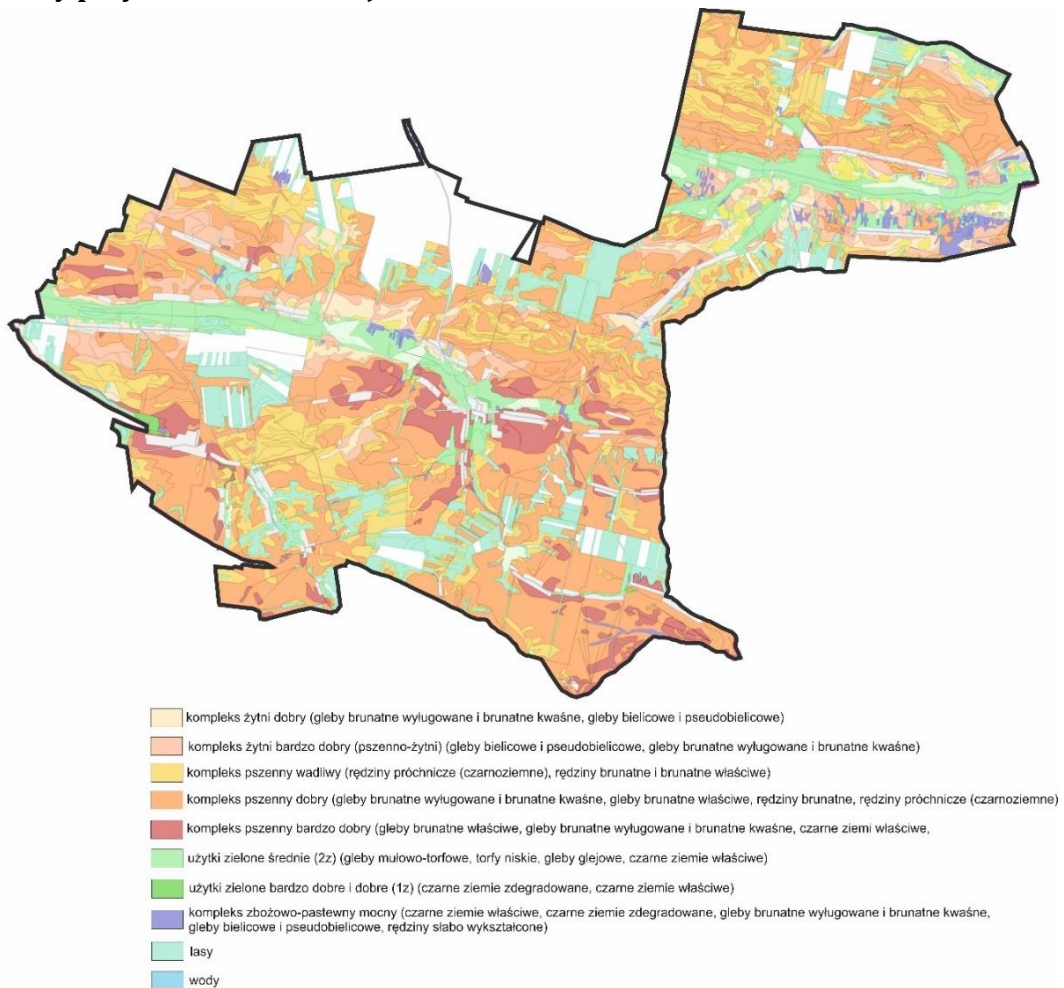 kompleks żytni dobry (gleby brunatne wyługowane i brunatne kwaśne, gleby bielicowe i pseudobielicowe)
kompleks żytni bardzo dobry (pszenno-żytni) (gleby bielicowe i pseudobielicowe, gleby brunatne wyługowane i brunatne kwaśne)
kompleks pszenny wadliwy (rędziny próchnicze (czarnoziemne), rędziny brunatne i brunatne właściwe)
kompleks pszenny dobry (gleby brunatne wyługowane i brunatne kwaśne, gleby brunatne właściwe, rędziny brunatne, rędziny próchnicze (czarnoziemne)
kompleks pszenny bardzo dobry (gleby brunatne właściwe, gleby brunatne wyługowane i brunatne kwaśne, czarne ziemi właściwe,
użytki zielone średnie (2z) (gleby mułowo-torfowe, torfy niskie, gleby glejowe, czarne ziemie właściwe)
użytki zielone bardzo dobre i dobre (1z) (czarne ziemie zdegradowane, czarne ziemie właściwe)
kompleks zbożowo-pastewny mocny (czarne ziemie właściwe, czarne ziemie zdegradowane, gleby brunatne wyługowane i brunatne kwaśne,
gleby bielicowe i pseudobielicowe, rędziny słabo wykształcone)
lasy
wody